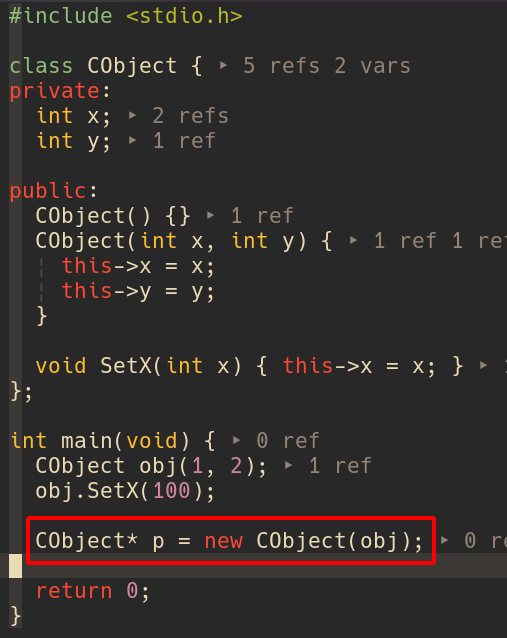 #include <stdio.h>
class CObject { ▸ 5 refs 2 vars
private:
int x; ▸ 2 refs
int y; ▸ 1 ref
public:
CObject() {} ▸ 1 ref
CObject(int x, int y) { ▸ 1 ref 1 ref
this->x = x;
this->y = y;
}
void SetX(int x) { this->x = x; } ▸
};
int main(void) { ▸ 0 ref
CObject obj(1, 2); ▸ 1 ref
obj.SetX(100);
CObject* p = new CObject(obj); ▸ 0 re
return 0;
}